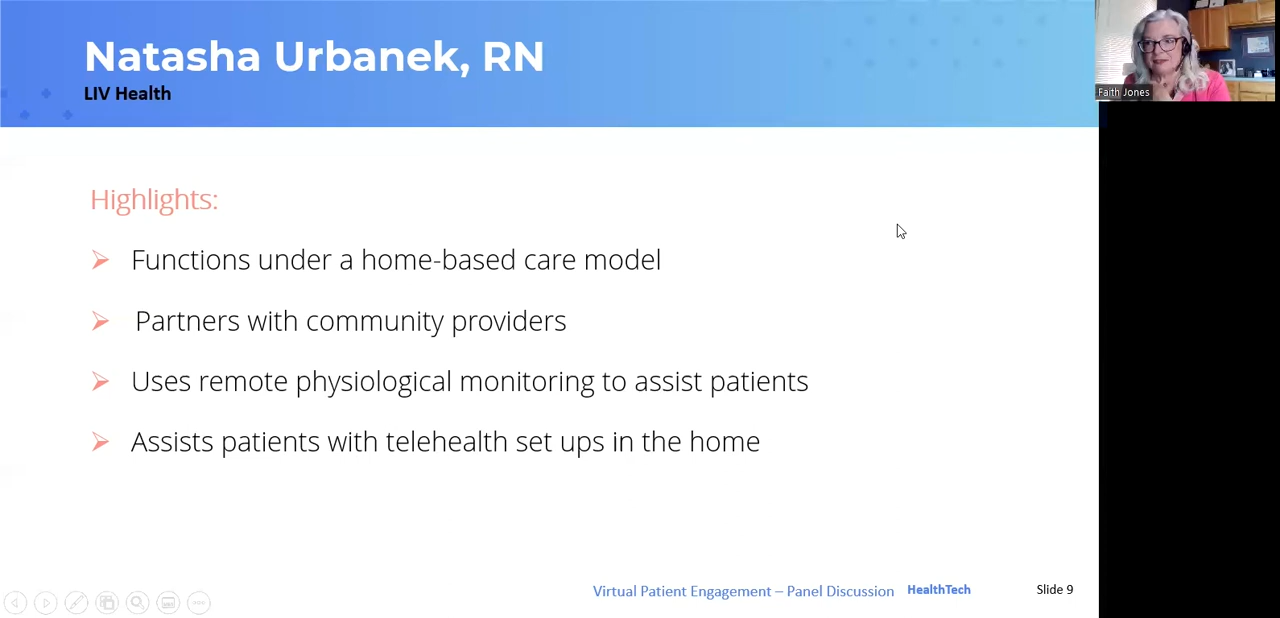 Natasha Urbanek, RN
LIV Health
Faith Jones
Highlights:
Functions under a home-based care model
Partners with community providers
Uses remote physiological monitoring to assist patients
Assists patients with telehealth set ups in the home
Virtual Patient Engagement – Panel Discussion HealthTech Slide 9